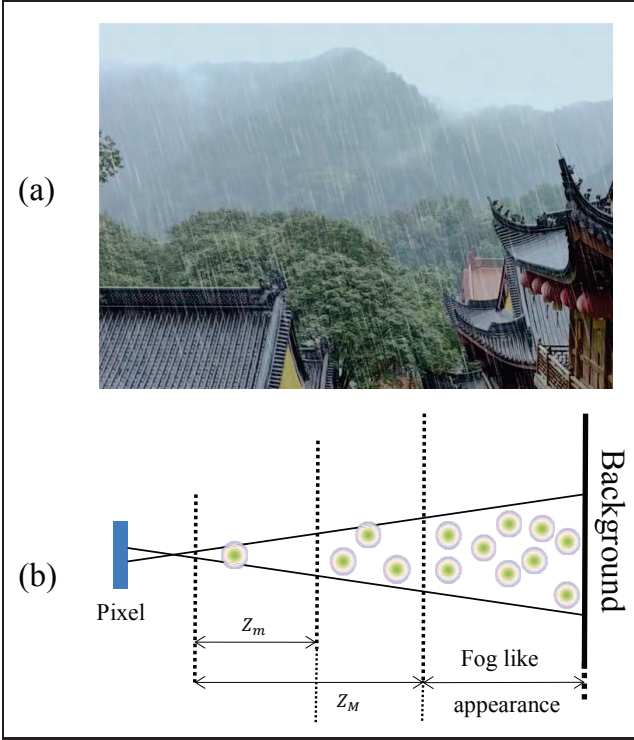 (a)
(b)
Background
Pixel
Z_m
Z_M
Fog like
appearance